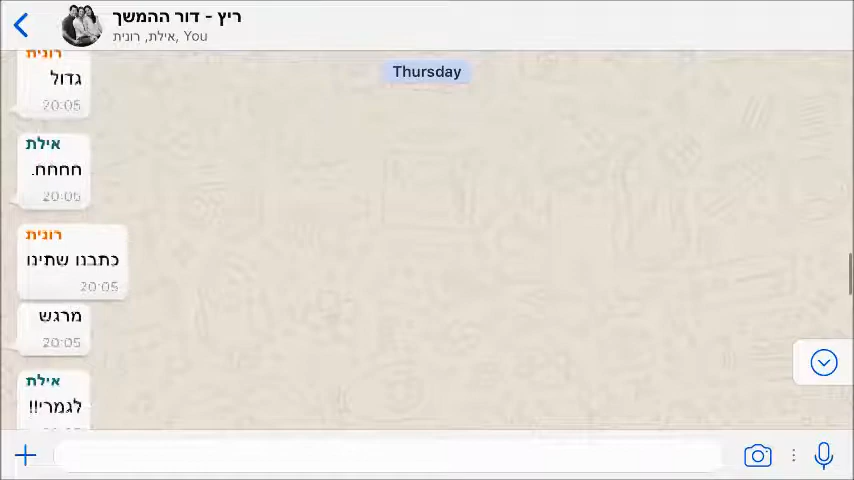 ריץ - דור ההמשך
אילת, רונית, You
Thursday
רונית
גדול
20:05
אילת
חחחח.
20:05
רונית
כתבנו שתינו
20:05
מרגש
20:05
אילת
לגמרי!!